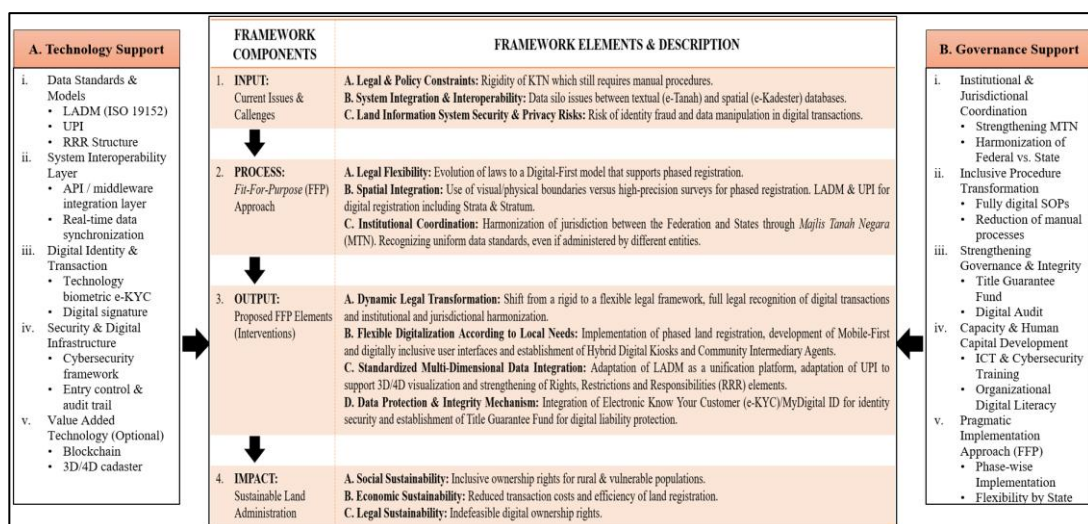 A. Technology Support
i. Data Standards &
Models
• LADM (ISO 19152)
• UPI
• RRR Structure
ii. System Interoperability
Layer
• API / middleware
integration layer
• Real-time data
synchronization
iii. Digital Identity &
Transaction
• Technology
biometric e-KYC
• Digital signature
iv. Security & Digital
Infrastructure
• Cybersecurity
framework
• Entry control &
audit trail
v. Value Added
Technology (Optional)
• Blockchain
• 3D/4D cadaster
FRAMEWORK
COMPONENTS
FRAMEWORK ELEMENTS & DESCRIPTION
1. INPUT:
Current Issues &
Callenges
A. Legal & Policy Constraints: Rigidity of KTN which still requires manual procedures.
B. System Integration & Interoperability: Data silo issues between textual (e-Tanah) and spatial (e-Kadester) databases.
C. Land Information System Security & Privacy Risks: Risk of identity fraud and data manipulation in digital transactions.
2. PROCESS:
Fit-For-Purpose (FFP)
Approach
A. Legal Flexibility: Evolution of laws to a Digital-First model that supports phased registration.
B. Spatial Integration: Use of visual/physical boundaries versus high-precision surveys for phased registration. LADM & UPI for
digital registration including Strata & Stratum.
C. Institutional Coordination: Harmonization of jurisdiction between the Federation and States through Majlis Tanah Negara
(MTN). Recognizing uniform data standards, even if administered by different entities.
3. OUTPUT:
Proposed FFP Elements
(Interventions)
A. Dynamic Legal Transformation: Shift from a rigid to a flexible legal framework, full legal recognition of digital transactions
and institutional and jurisdictional harmonization.
B. Flexible Digitalization According to Local Needs: Implementation of phased land registration, development of Mobile-First
and digitally inclusive user interfaces and establishment of Hybrid Digital Kiosks and Community Intermediary Agents.
C. Standardized Multi-Dimensional Data Integration: Adaptation of LADM as a unification platform, adaptation of UPI to
support 3D/4D visualization and strengthening of Rights, Restrictions and Responsibilities (RRR) elements.
D. Data Protection & Integrity Mechanism: Integration of Electronic Know Your Customer (e-KYC)/MyDigital ID for identity
security and establishment of Title Guarantee Fund for digital liability protection.
4. IMPACT:
Sustainable Land
Administration
A. Social Sustainability: Inclusive ownership rights for rural & vulnerable populations.
B. Economic Sustainability: Reduced transaction costs and efficiency of land registration.
C. Legal Sustainability: Indefeasible digital ownership rights.
B. Governance Support
i. Institutional &
Jurisdictional
Coordination
• Strengthening MTN
• Harmonization of
Federal vs. State
ii. Inclusive Procedure
Transformation
• Fully digital SOPs
• Reduction of manual
processes
iii. Strengthening
Governance & Integrity
• Title Guarantee
Fund
• Digital Audit
iv. Capacity & Human
Capital Development
• ICT & Cybersecurity
Training
• Organizational
Digital Literacy
v. Pragmatic
Implementation
Approach (FFP)
• Phase-wise
Implementation
• Flexibility by State